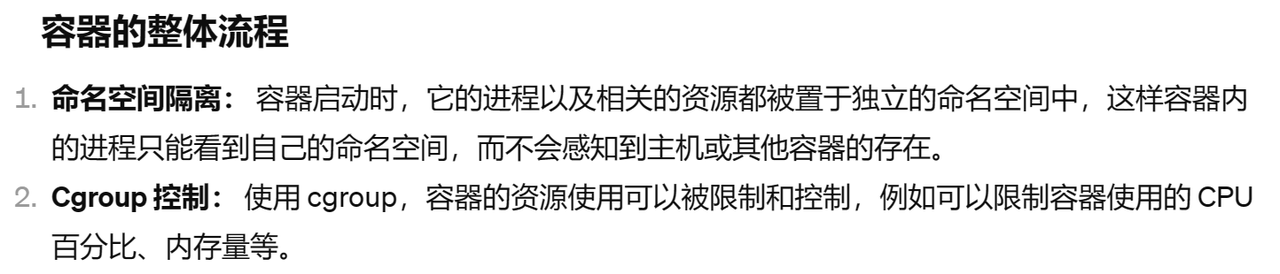 容器的整体流程
1. 命名空间隔离： 容器启动时，它的进程以及相关的资源都被置于独立的命名空间中，这样容器内
的进程只能看到自己的命名空间，而不会感知到主机或其他容器的存在。
2. Cgroup 控制： 使用 cgroup，容器的资源使用可以被限制和控制，例如可以限制容器使用的 CPU
百分比、内存量等。